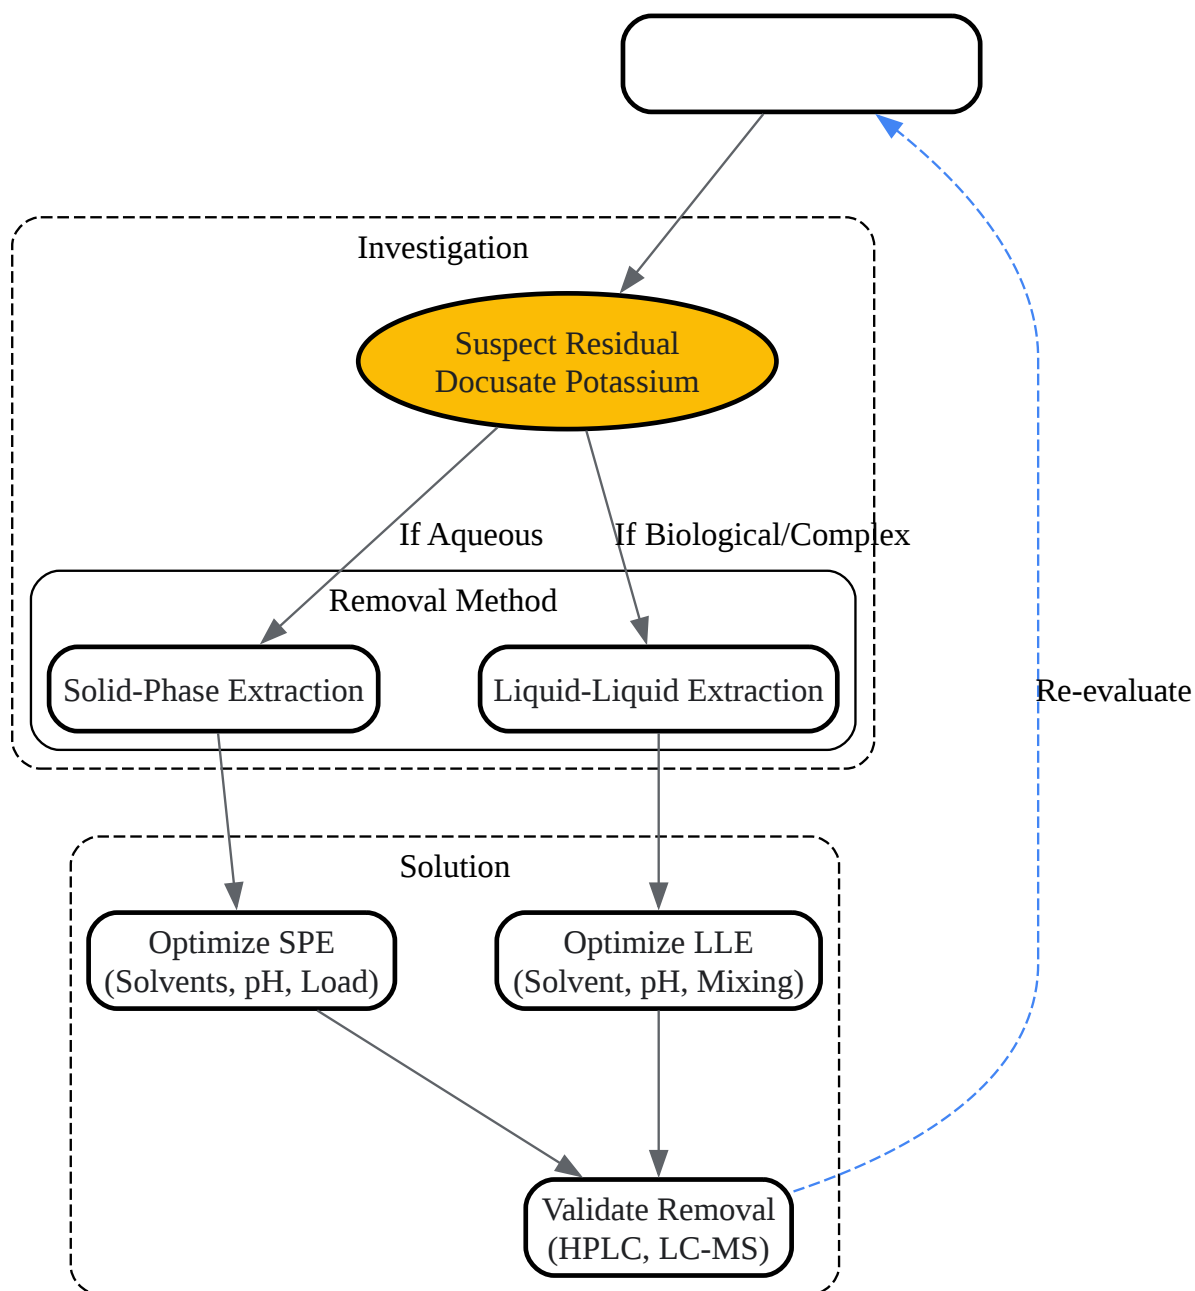 Investigation
Suspect Residual
Docusate Potassium
If Aqueous
If Biological/Complex
Removal Method
Solid-Phase Extraction
Liquid-Liquid Extraction
Re-evaluate
Solution
Optimize SPE
(Solvents, pH, Load)
Optimize LLE
(Solvent, pH, Mixing)
Validate Removal
(HPLC, LC-MS)